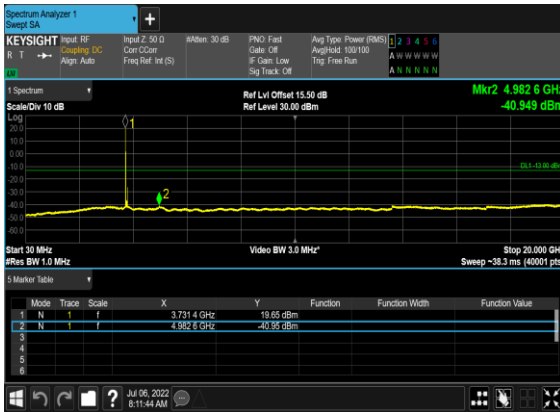 Spectrum Analyzer 1
Swept SA
+
KEYSIGHT Input: RF Input Z: 50 Ω #Atten: 30 dB PNO: Fast Avg Type: Power (RMS) 1 2 3 4 5 6
R T Coupling: DC Corr CCorr Gate: Off Avg|Hold: 100/100 A W W W W W
Align: Auto Freq Ref: Int (S) IF Gain: Low Trig: Free Run
Sig Track: Off A N N N N N
1 Spectrum Ref Lvl Offset 15.50 dB Mkr2 4.982 6 GHz
Scale/Div 10 dB Ref Level 30.00 dBm -40.949 dBm
Log
1
20.0
10.0
0.00
-10.0
DL1 -13.00 dBm
-20.0
-30.0
2
-40.0
-50.0
-60.0
Start 30 MHz Video BW 3.0 MHz* Stop 20.000 GHz
#Res BW 1.0 MHz Sweep ~38.3 ms (40001 pts)
5 Marker Table
Mode Trace Scale X Y Function Function Width Function Value
1 N 1 f 3.731 4 GHz 19.65 dBm
2 N 1 f 4.982 6 GHz -40.95 dBm
3
4
5
6
? Jul 06, 2022
8:11:44 AM